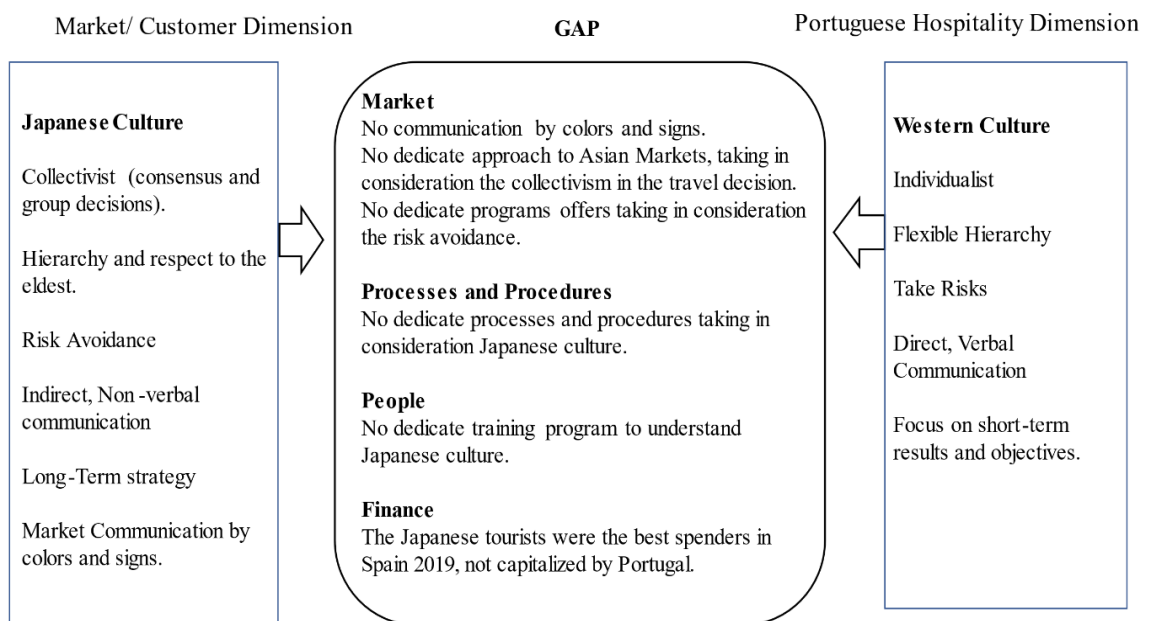 Market/ Customer Dimension
GAP
Portuguese Hospitality Dimension
Japanese Culture
Collectivist (consensus and
group decisions).
Hierarchy and respect to the
eldest.
Risk Avoidance
Indirect, Non-verbal
communication
Long-Term strategy
Market Communication by
colors and signs.
Market
No communication by colors and signs.
No dedicate approach to Asian Markets, taking in
consideration the collectivism in the travel decision.
No dedicate programs offers taking in consideration
the risk avoidance.
Processes and Procedures
No dedicate processes and procedures taking in
consideration Japanese culture.
People
No dedicate training program to understand
Japanese culture.
Finance
The Japanese tourists were the best spenders in
Spain 2019, not capitalized by Portugal.
Western Culture
Individualist
Flexible Hierarchy
Take Risks
Direct, Verbal
Communication
Focus on short-term
results and objectives.